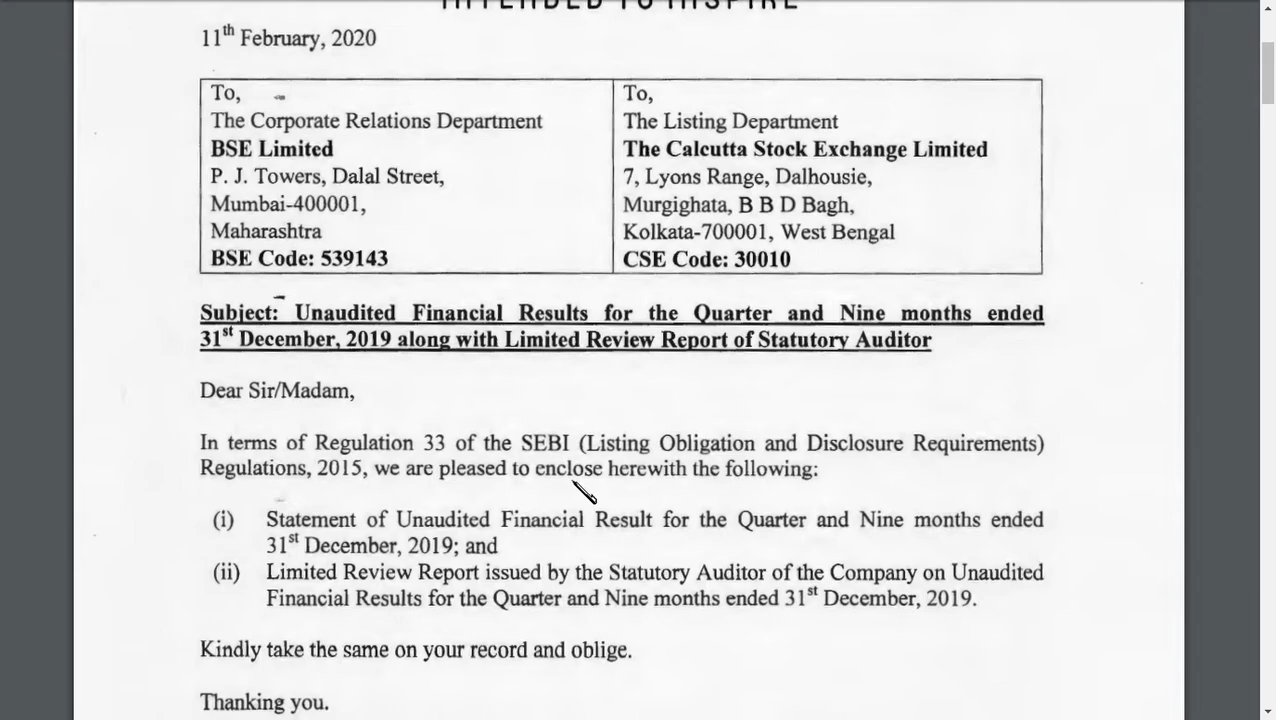 INTENDED TO INSPIRE
11th February, 2020
To,
The Corporate Relations Department
BSE Limited
P. J. Towers, Dalal Street,
Mumbai-400001,
Maharashtra
BSE Code: 539143
To,
The Listing Department
The Calcutta Stock Exchange Limited
7, Lyons Range, Dalhousie,
Murgighata, B B D Bagh,
Kolkata-700001, West Bengal
CSE Code: 30010
Subject: Unaudited Financial Results for the Quarter and Nine months ended
31st December, 2019 along with Limited Review Report of Statutory Auditor
Dear Sir/Madam,
In terms of Regulation 33 of the SEBI (Listing Obligation and Disclosure Requirements)
Regulations, 2015, we are pleased to enclose herewith the following:
(i) Statement of Unaudited Financial Result for the Quarter and Nine months ended
31st December, 2019; and
(ii) Limited Review Report issued by the Statutory Auditor of the Company on Unaudited
Financial Results for the Quarter and Nine months ended 31st December, 2019.
Kindly take the same on your record and oblige.
Thanking you.